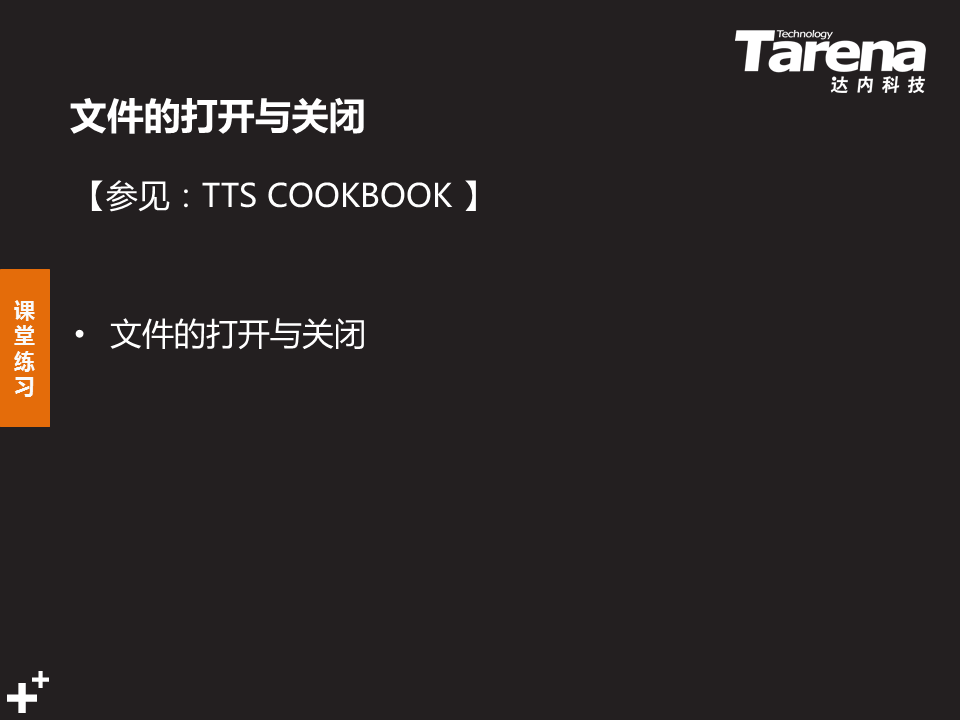 Technology
Tarena
达内科技
文件的打开与关闭
【参见：TTS COOKBOOK 】
课堂练习
• 文件的打开与关闭